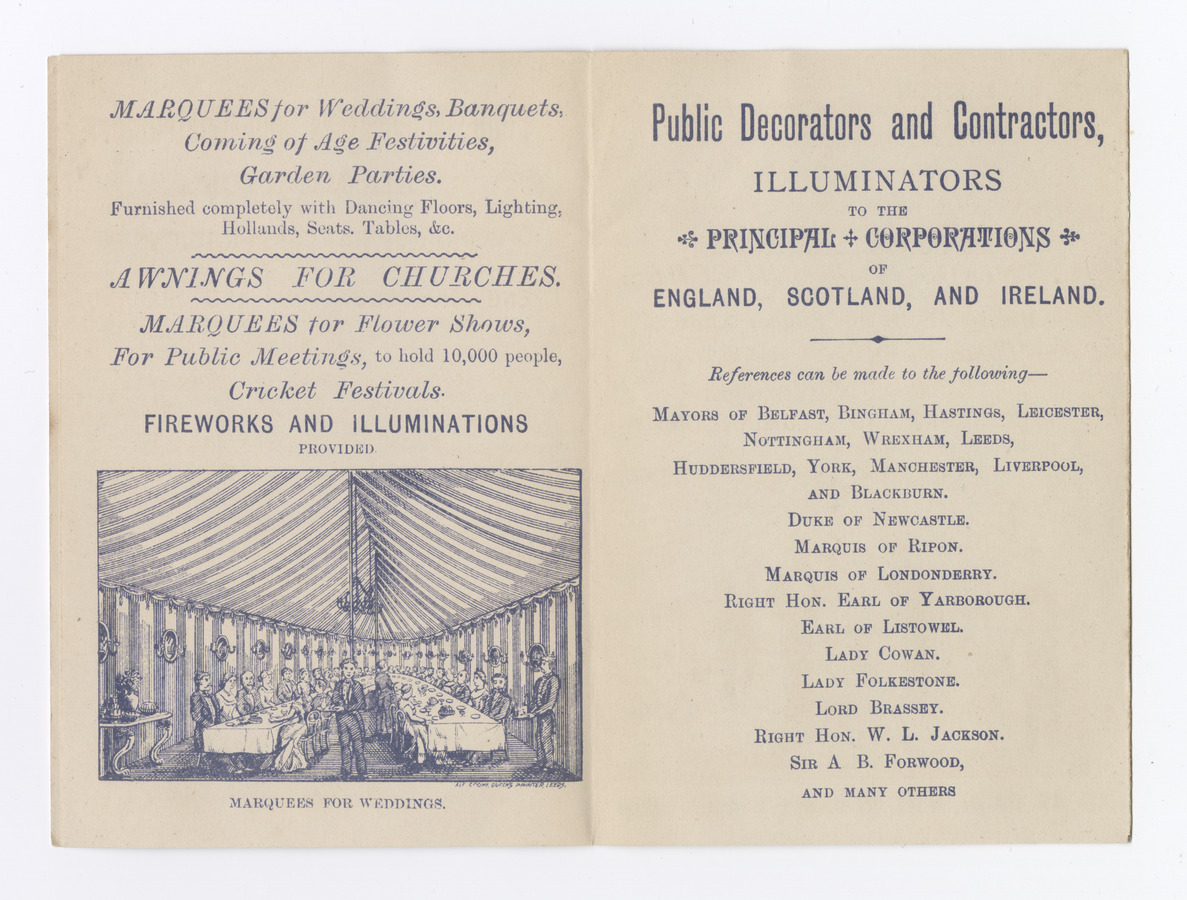 MARQUEES for Weddings, Banquets,
Coming of Age Festivities,
Garden Parties.
Furnished completely with Dancing Floors, Lighting,
Hollands, Seats. Tables, &c.
AWNINGS FOR CHURCHES.
MARQUEES for Flower Shows,
For Public Meetings, to hold 10,000 people,
Cricket Festivals.
FIREWORKS AND ILLUMINATIONS
PROVIDED.
PRINTER, LEEDS.
MARQUEES FOR WEDDINGS.
Public Decorators and Contractors,
ILLUMINATORS
TO THE
PRINCIPAL CORPORATIONS
OF
ENGLAND, SCOTLAND, AND IRELAND.
References can be made to the following—
MAYORS OF BELFAST, BINGHAM, HASTINGS, LEICESTER,
NOTTINGHAM, WREXHAM, LEEDS,
HUDDERSFIELD, YORK, MANCHESTER, LIVERPOOL,
AND BLACKBURN.
DUKE OF NEWCASTLE.
MARQUIS OF RIPON.
MARQUIS OF LONDONDERRY.
RIGHT HON. EARL OF YARBOROUGH.
EARL OF LISTOWEL.
LADY COWAN.
LADY FOLKESTONE.
LORD BRASSEY.
RIGHT HON. W. L. JACKSON.
SIR A B. FORWOOD,
AND MANY OTHERS